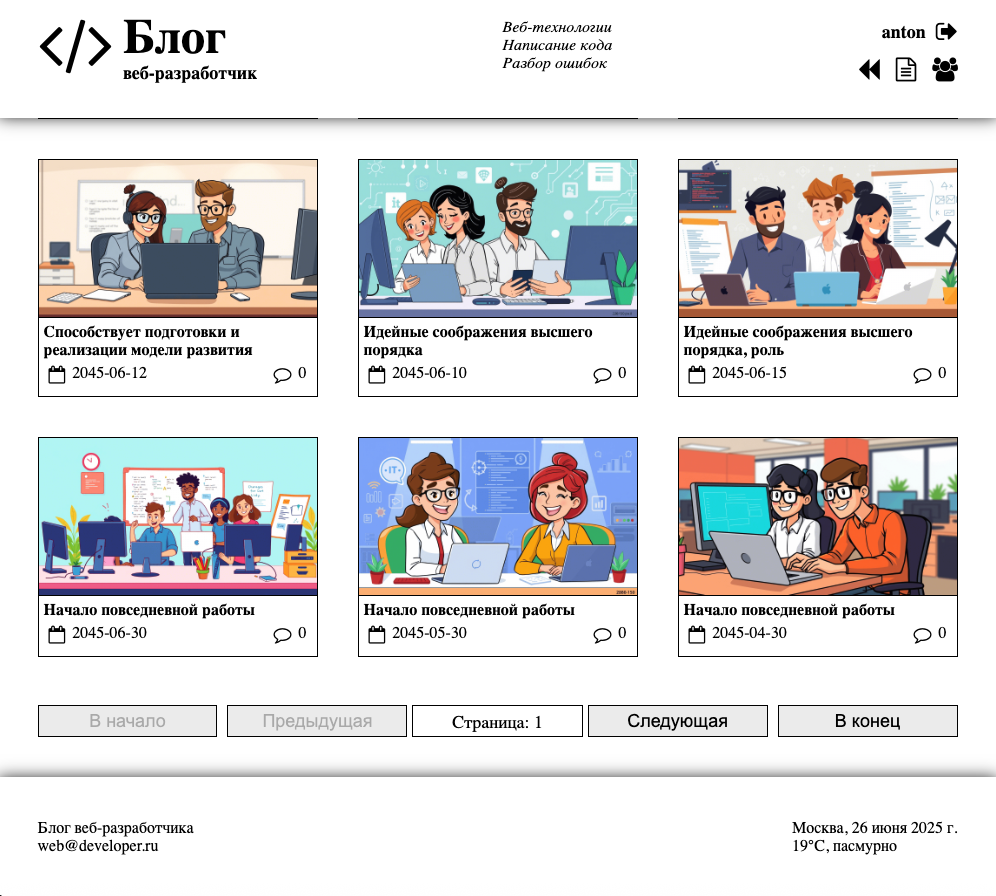 Блог
веб-разработчик
Веб-технологии
Написание кода
Разбор ошибок
anton
Способствует подготовки и
реализации модели развития
2045-06-12 0
Идейные соображения высшего
порядка
2045-06-10 0
Идейные соображения высшего
порядка, роль
2045-06-15 0
Начало повседневной работы
2045-06-30 0
Начало повседневной работы
2045-05-30 0
Начало повседневной работы
2045-04-30 0
В начало
Предыдущая
Страница: 1
Следующая
В конец
Блог веб-разработчика
web@developer.ru
Москва, 26 июня 2025 г.
19°C, пасмурно